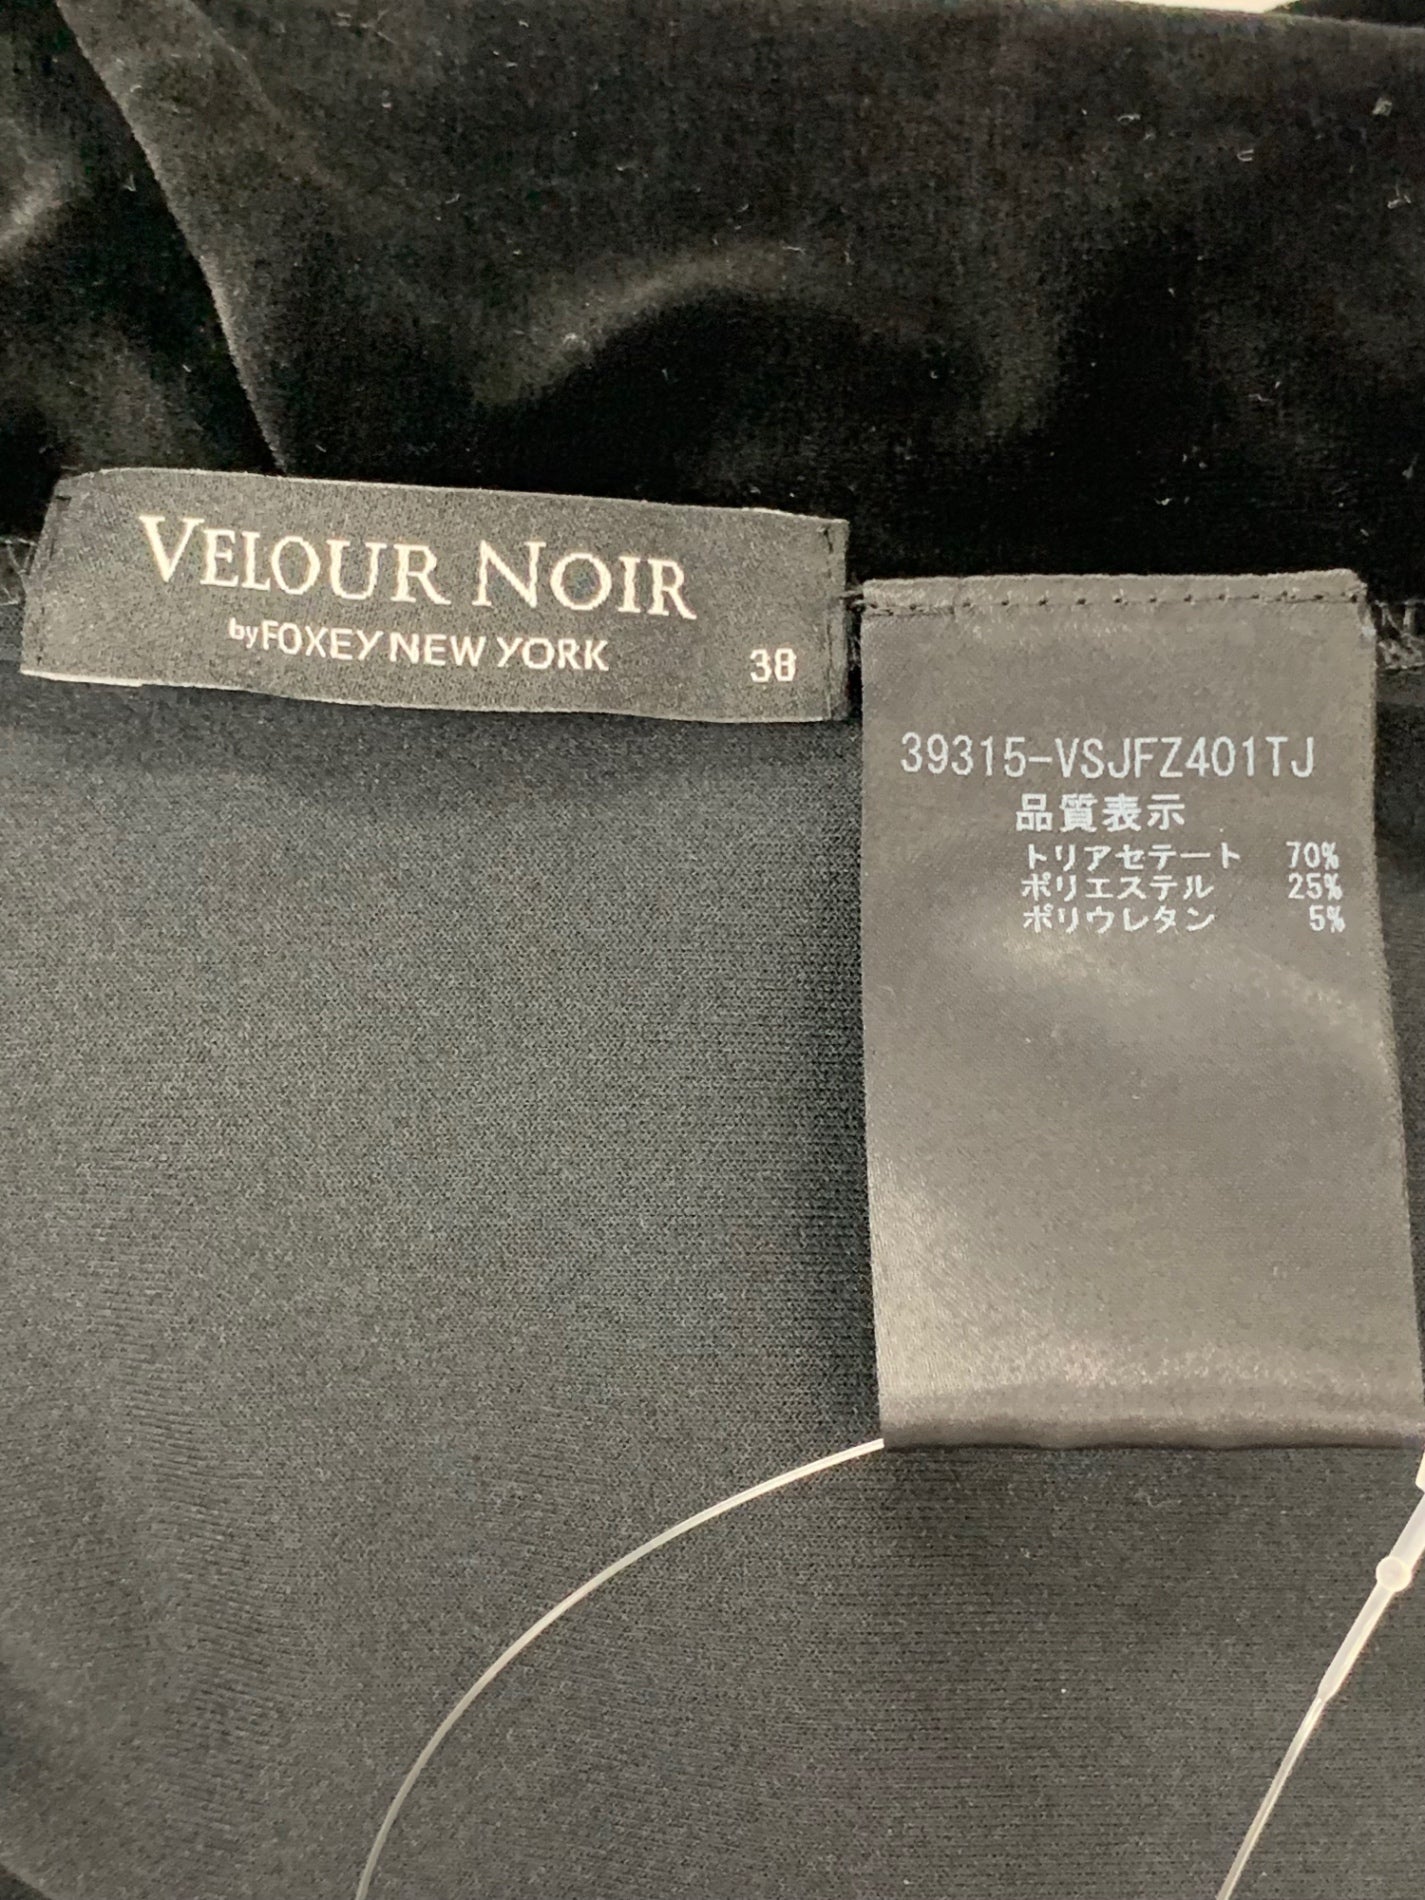 VELOUR NOIR
by FOXEY NEW YORK
38
39315-VSJFZ401TJ
品質表示
トリアセテート 70%
ポリエステル 25%
ポリウレタン 5%